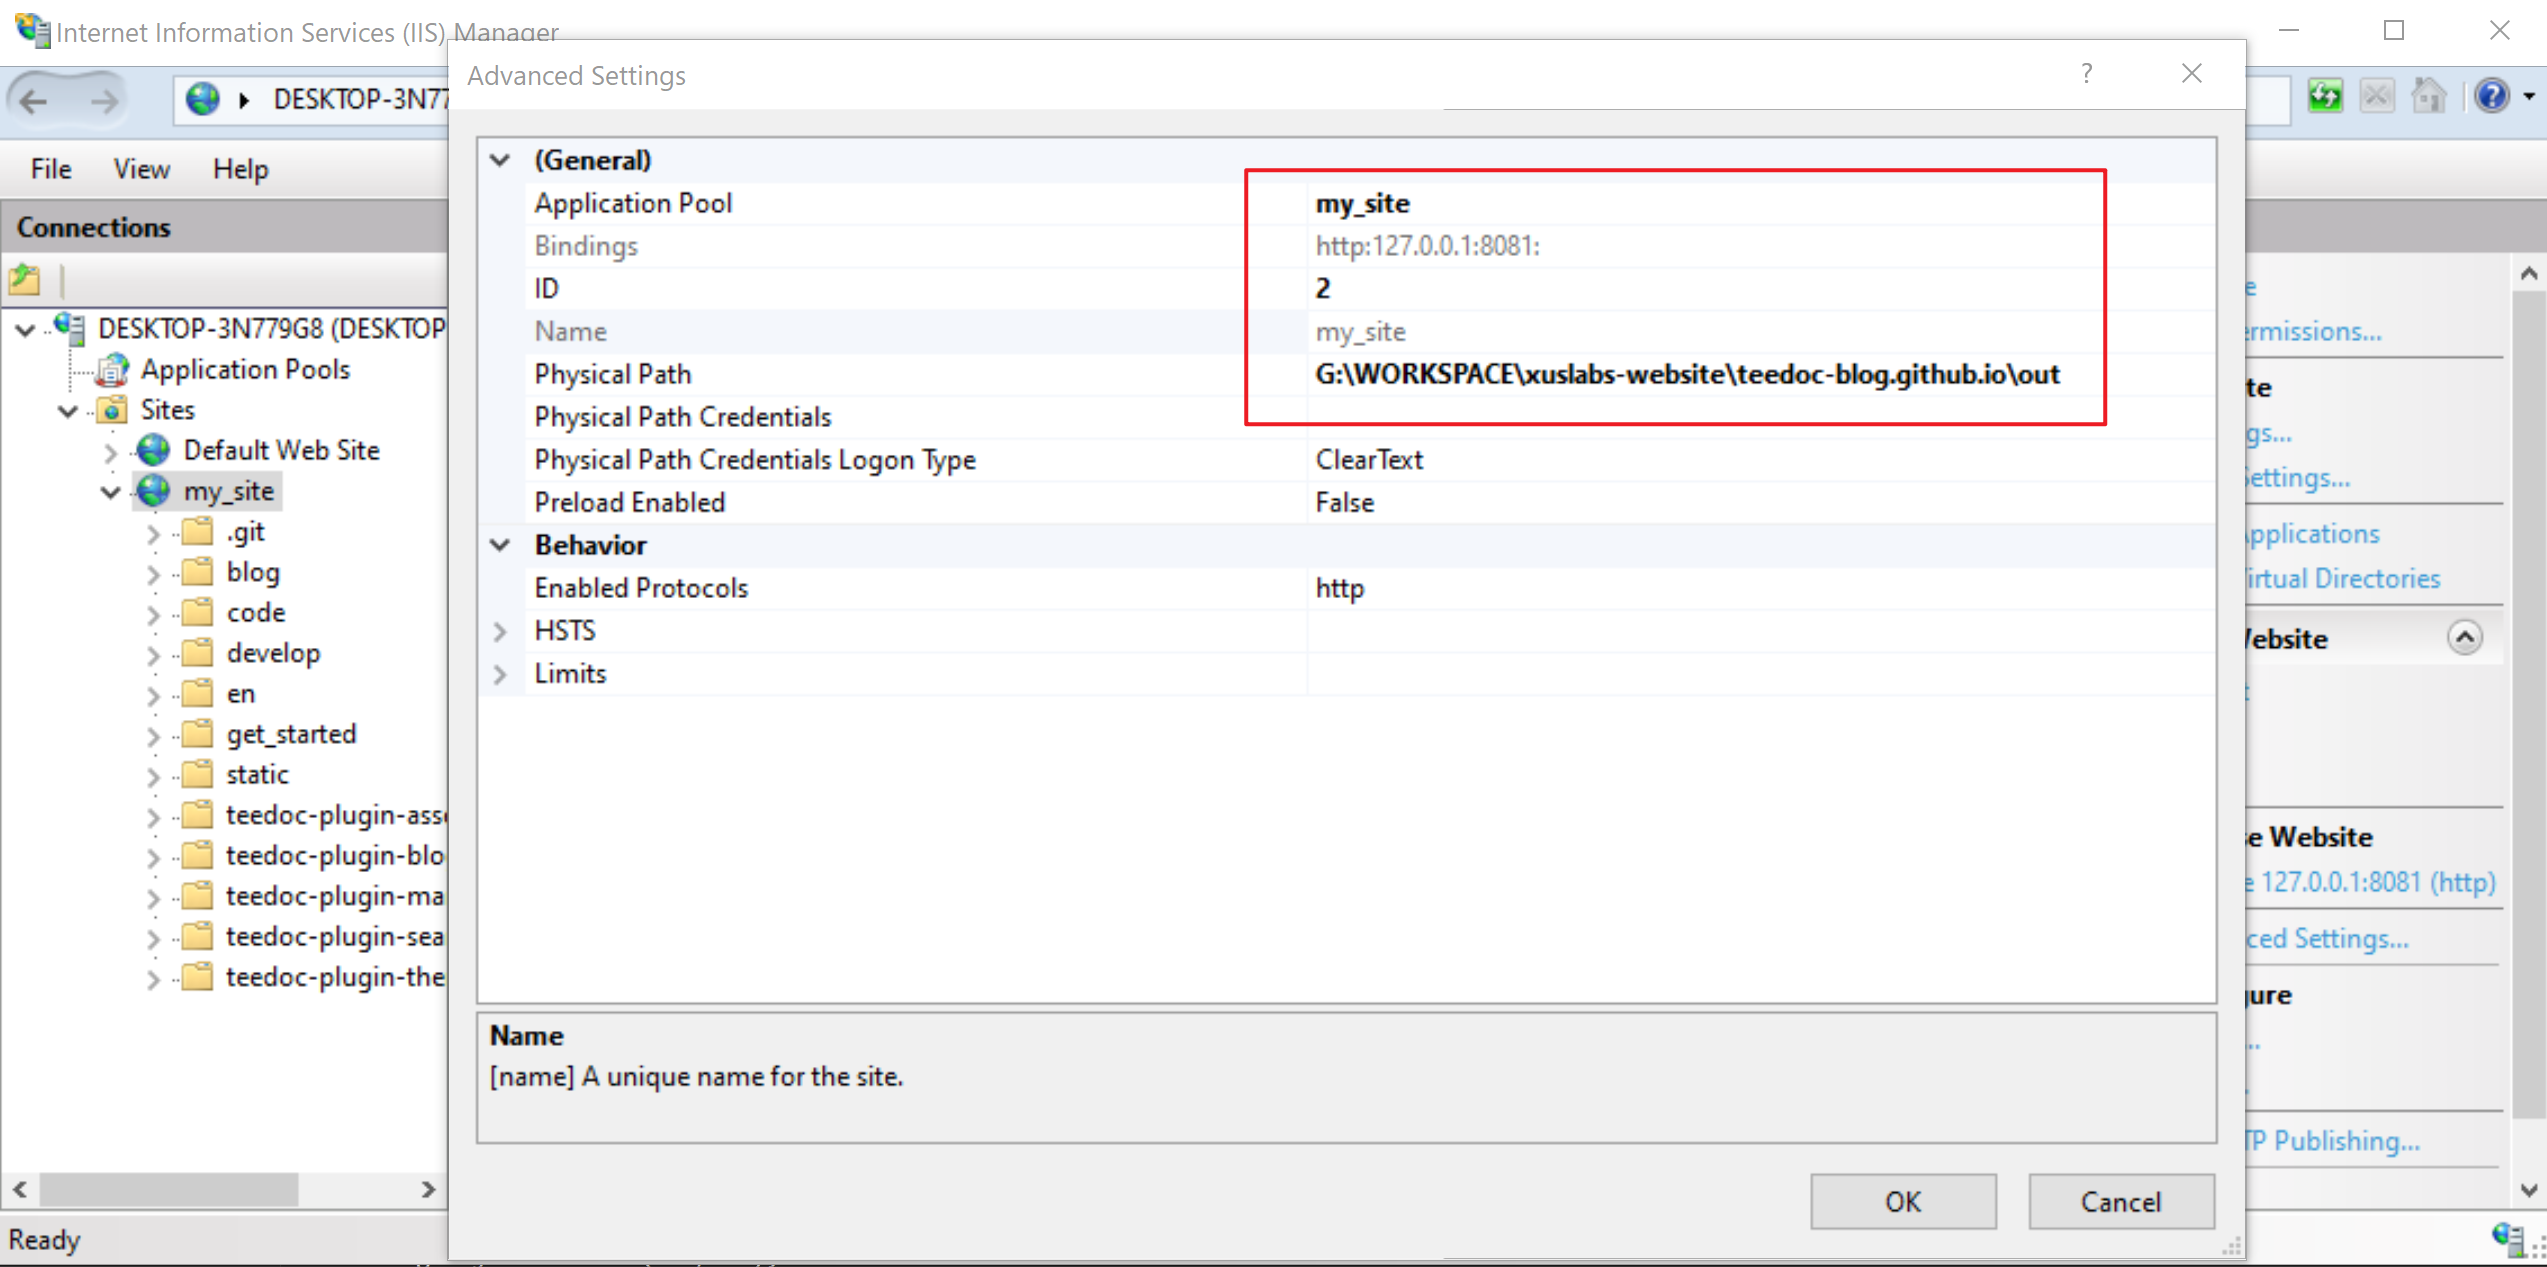 Internet Information Services (IIS) Manager
Advanced Settings
?
DESKTOP-3N77
File View Help
Connections
DESKTOP-3N779G8 (DESKTOP
Application Pools
Sites
Default Web Site
my_site
.git
blog
code
develop
en
get_started
static
teedoc-plugin-ass
teedoc-plugin-blo
teedoc-plugin-ma
teedoc-plugin-sea
teedoc-plugin-the
Ready
(General)
Application Pool my_site
Bindings http:127.0.0.1:8081:
ID 2
Name my_site
Physical Path G:\WORKSPACE\xuslabs-website\teedoc-blog.github.io\out
Physical Path Credentials
Physical Path Credentials Logon Type ClearText
Preload Enabled False
Behavior
Enabled Protocols http
HSTS
Limits
Name
[name] A unique name for the site.
OK Cancel
e
ermissions...
te
gs...
Settings...
pplications
irtual Directories
ebsite
t
se Website
e 127.0.0.1:8081 (http)
ced Settings...
gure
..
TP Publishing...